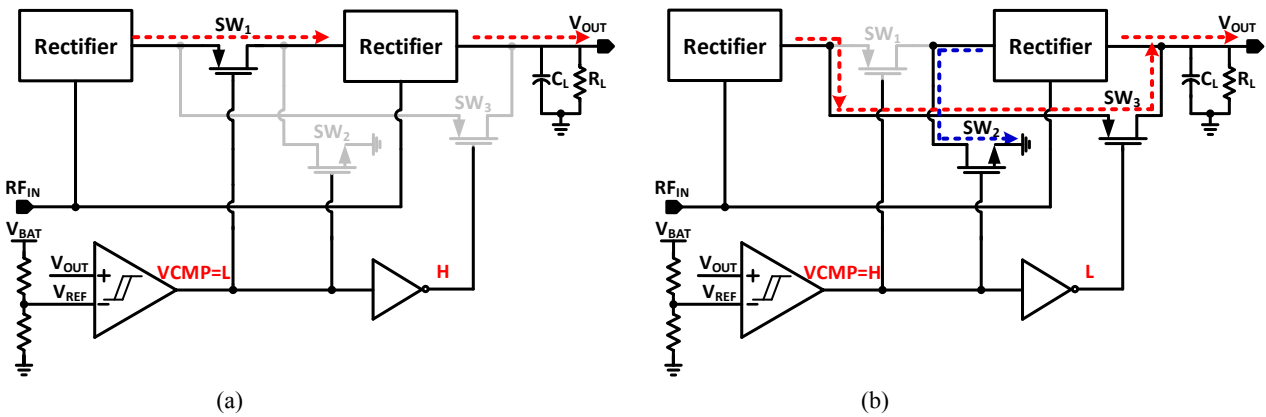 SW1
VOUT
Rectifier
Rectifier
CL
RL
SW3
SW2
RFIN
VBAT
VOUT
VCMP=L
H
VREF
(a)
VOUT
SW1
Rectifier
Rectifier
CL
RL
SW3
SW2
RFIN
VBAT
VOUT
VCMP=H
L
VREF
(b)